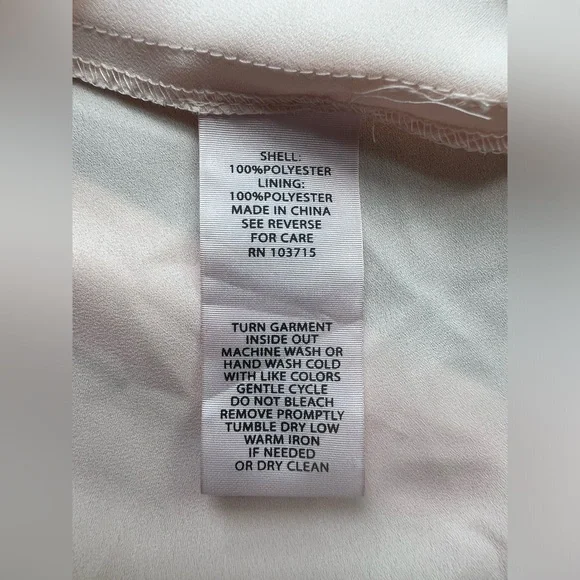 SHELL:
100%POLYESTER
LINING:
100%POLYESTER
MADE IN CHINA
SEE REVERSE
FOR CARE
RN 103715
TURN GARMENT
INSIDE OUT
MACHINE WASH OR
HAND WASH COLD
WITH LIKE COLORS
GENTLE CYCLE
DO NOT BLEACH
REMOVE PROMPTLY
TUMBLE DRY LOW
WARM IRON
IF NEEDED
OR DRY CLEAN